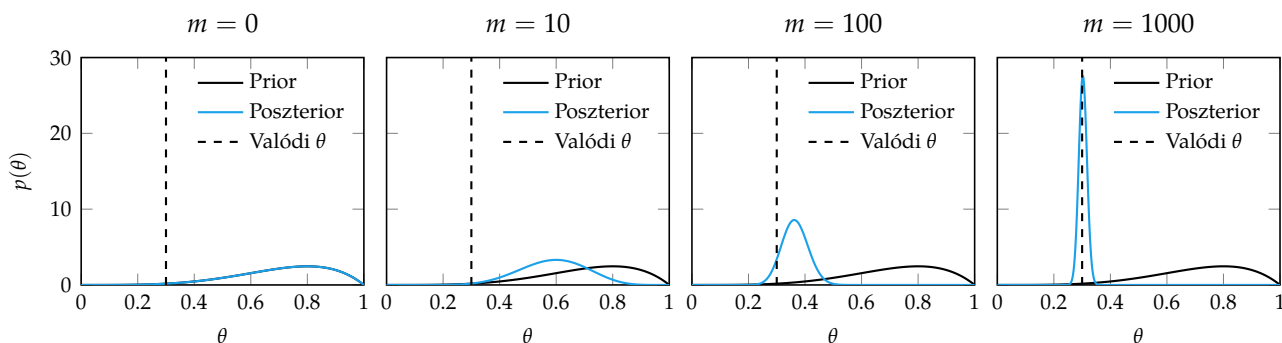 m = 0
m = 10
m = 100
m = 1000
p(θ)
30
20
10
0
Prior
Poszterior
Valódi θ
0 0.2 0.4 0.6 0.8 1
θ
Prior
Poszterior
Valódi θ
0 0.2 0.4 0.6 0.8 1
θ
Prior
Poszterior
Valódi θ
0 0.2 0.4 0.6 0.8 1
θ
Prior
Poszterior
Valódi θ
0 0.2 0.4 0.6 0.8 1
θ